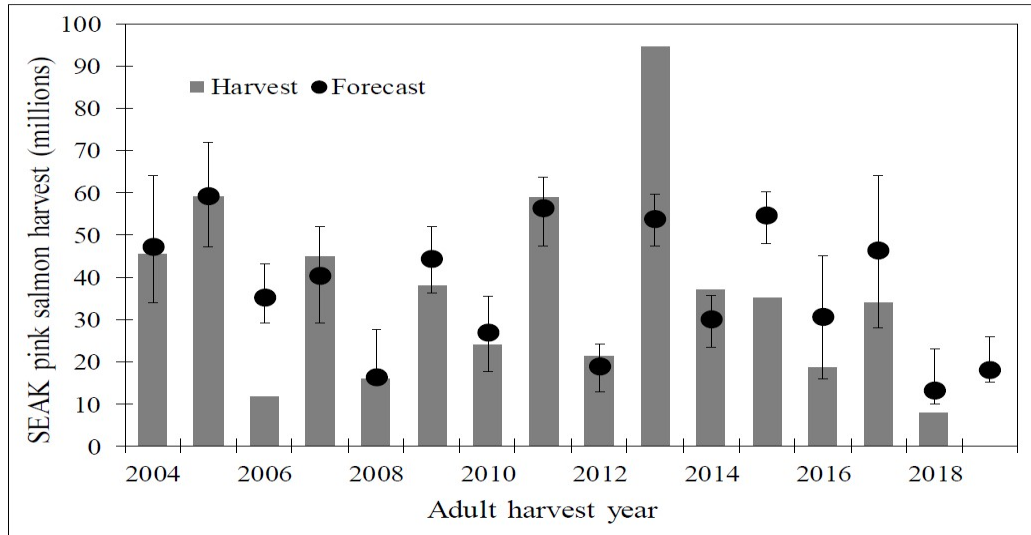 100
90
80
70
60
50
40
30
20
10
0
SEAK pink salmon harvest (millions)
Harvest Forecast
2004 2006 2008 2010 2012 2014 2016 2018
Adult harvest year